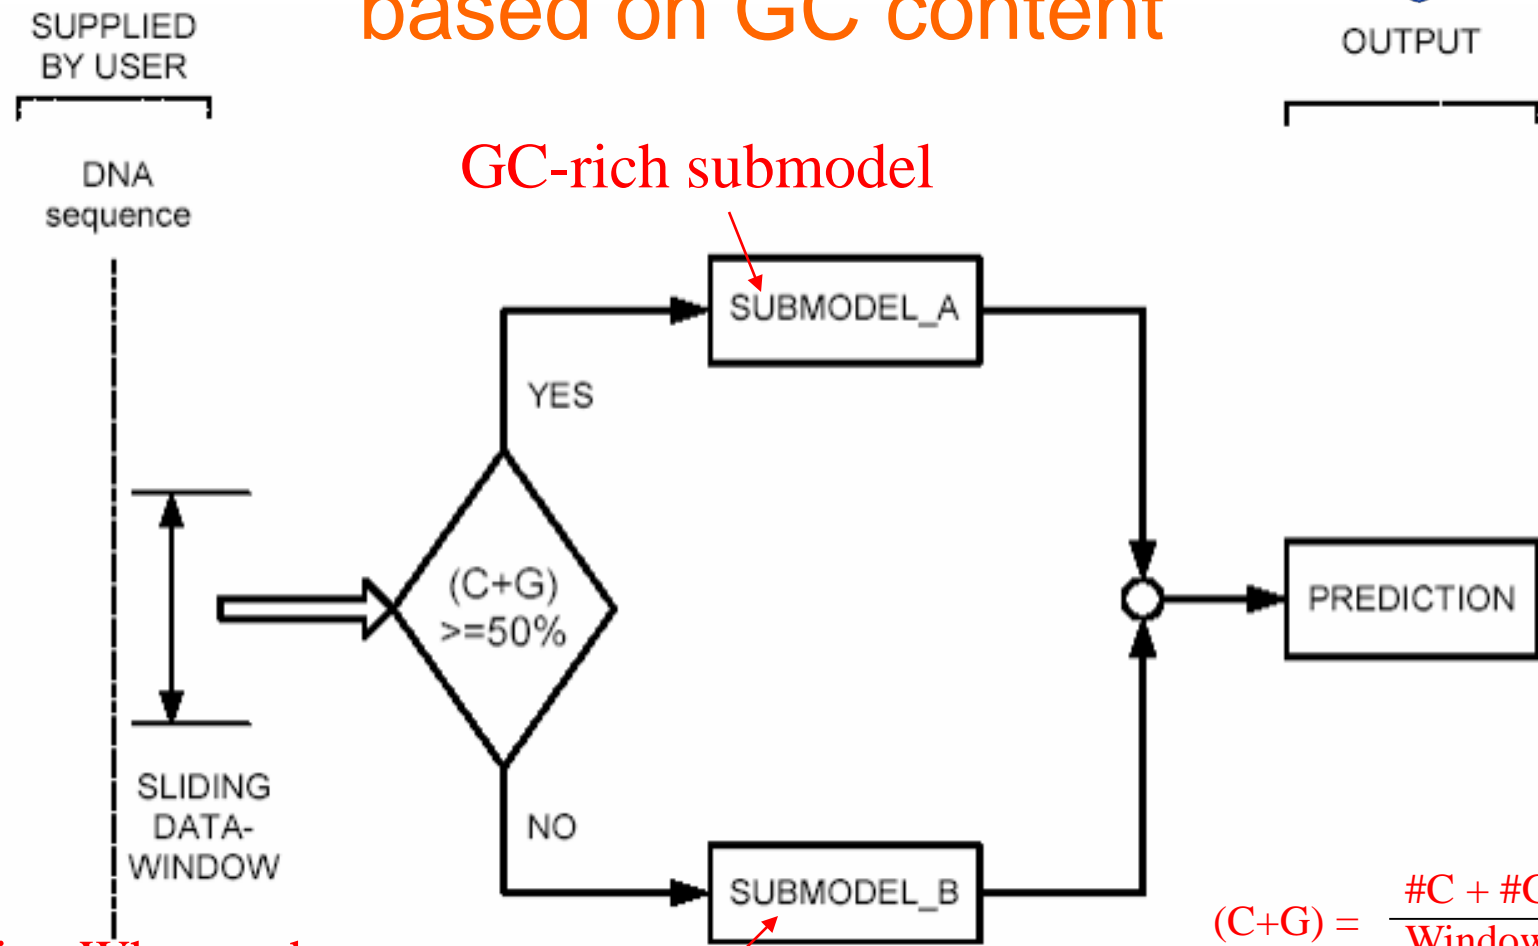 based on GC content
SUPPLIED
BY USER
OUTPUT
DNA
sequence
GC-rich submodel
SUBMODEL_A
YES
(C+G)
>=50%
PREDICTION
SLIDING
DATA-
WINDOW
NO
SUBMODEL_B
(C+G) =
#C + #
Window